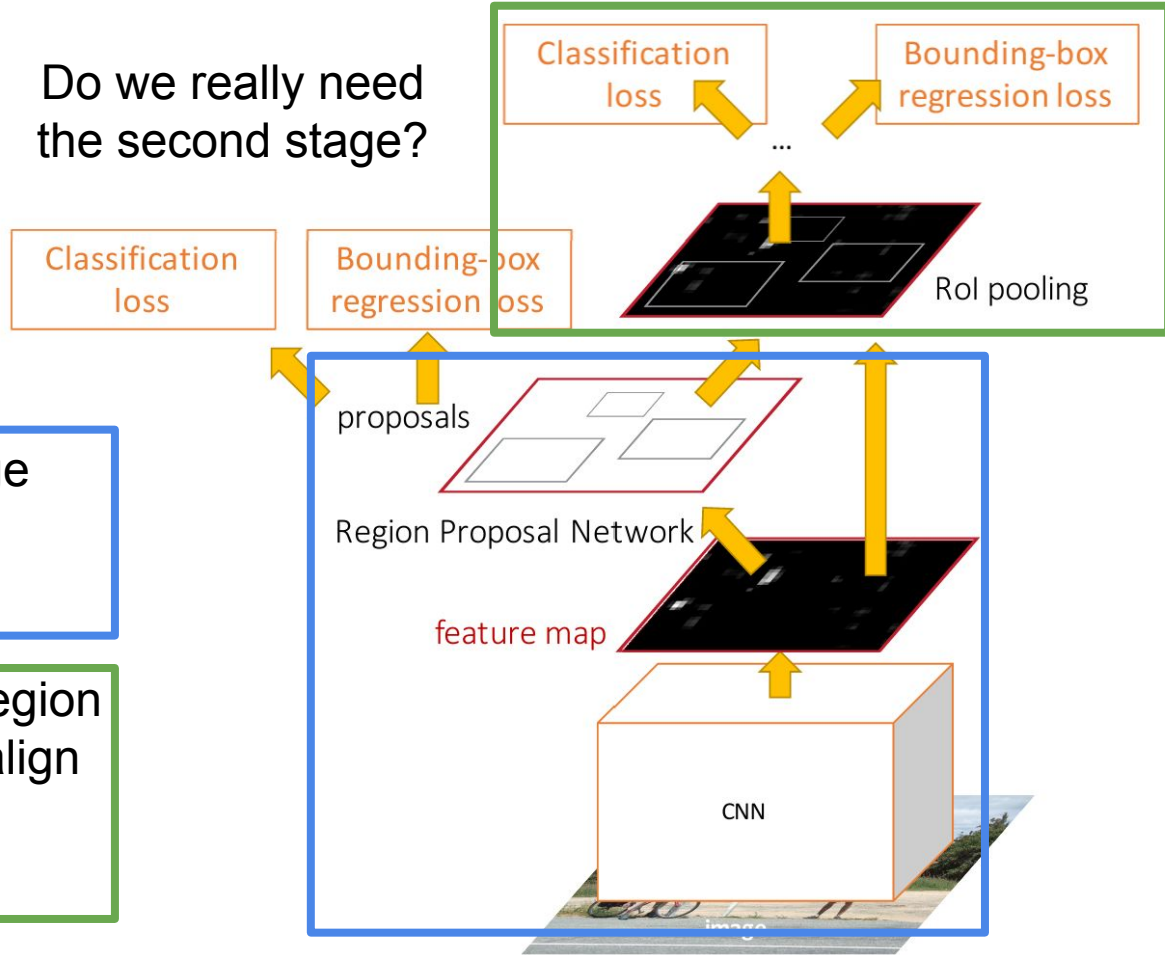 Do we really need
the second stage?
Classification
loss
Bounding-box
regression loss
...
RoI pooling
Classification
loss
Bounding-box
regression loss
proposals
Region Proposal Network
feature map
CNN
image
egion
align